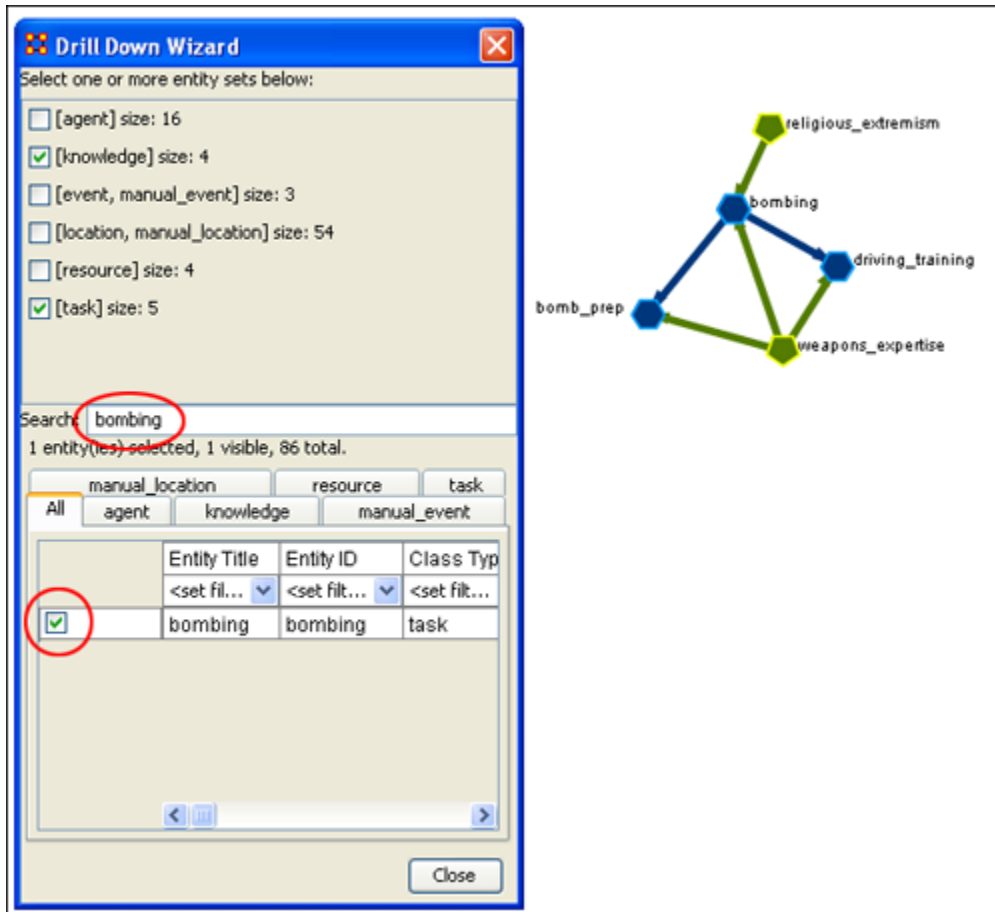 Drill Down Wizard
Select one or more entity sets below:
[agent] size: 16
[knowledge] size: 4
[event, manual_event] size: 3
[location, manual_location] size: 54
[resource] size: 4
[task] size: 5
Search: bombing
1 entity(ies) selected, 1 visible, 86 total.
manual_location resource task
All agent knowledge manual_event
Entity Title Entity ID Class Typ
<set fil... <set filt... <set filt...
bombing bombing task
Close
religious_extremism
bombing
driving_training
bomb_prep
weapons_expertise